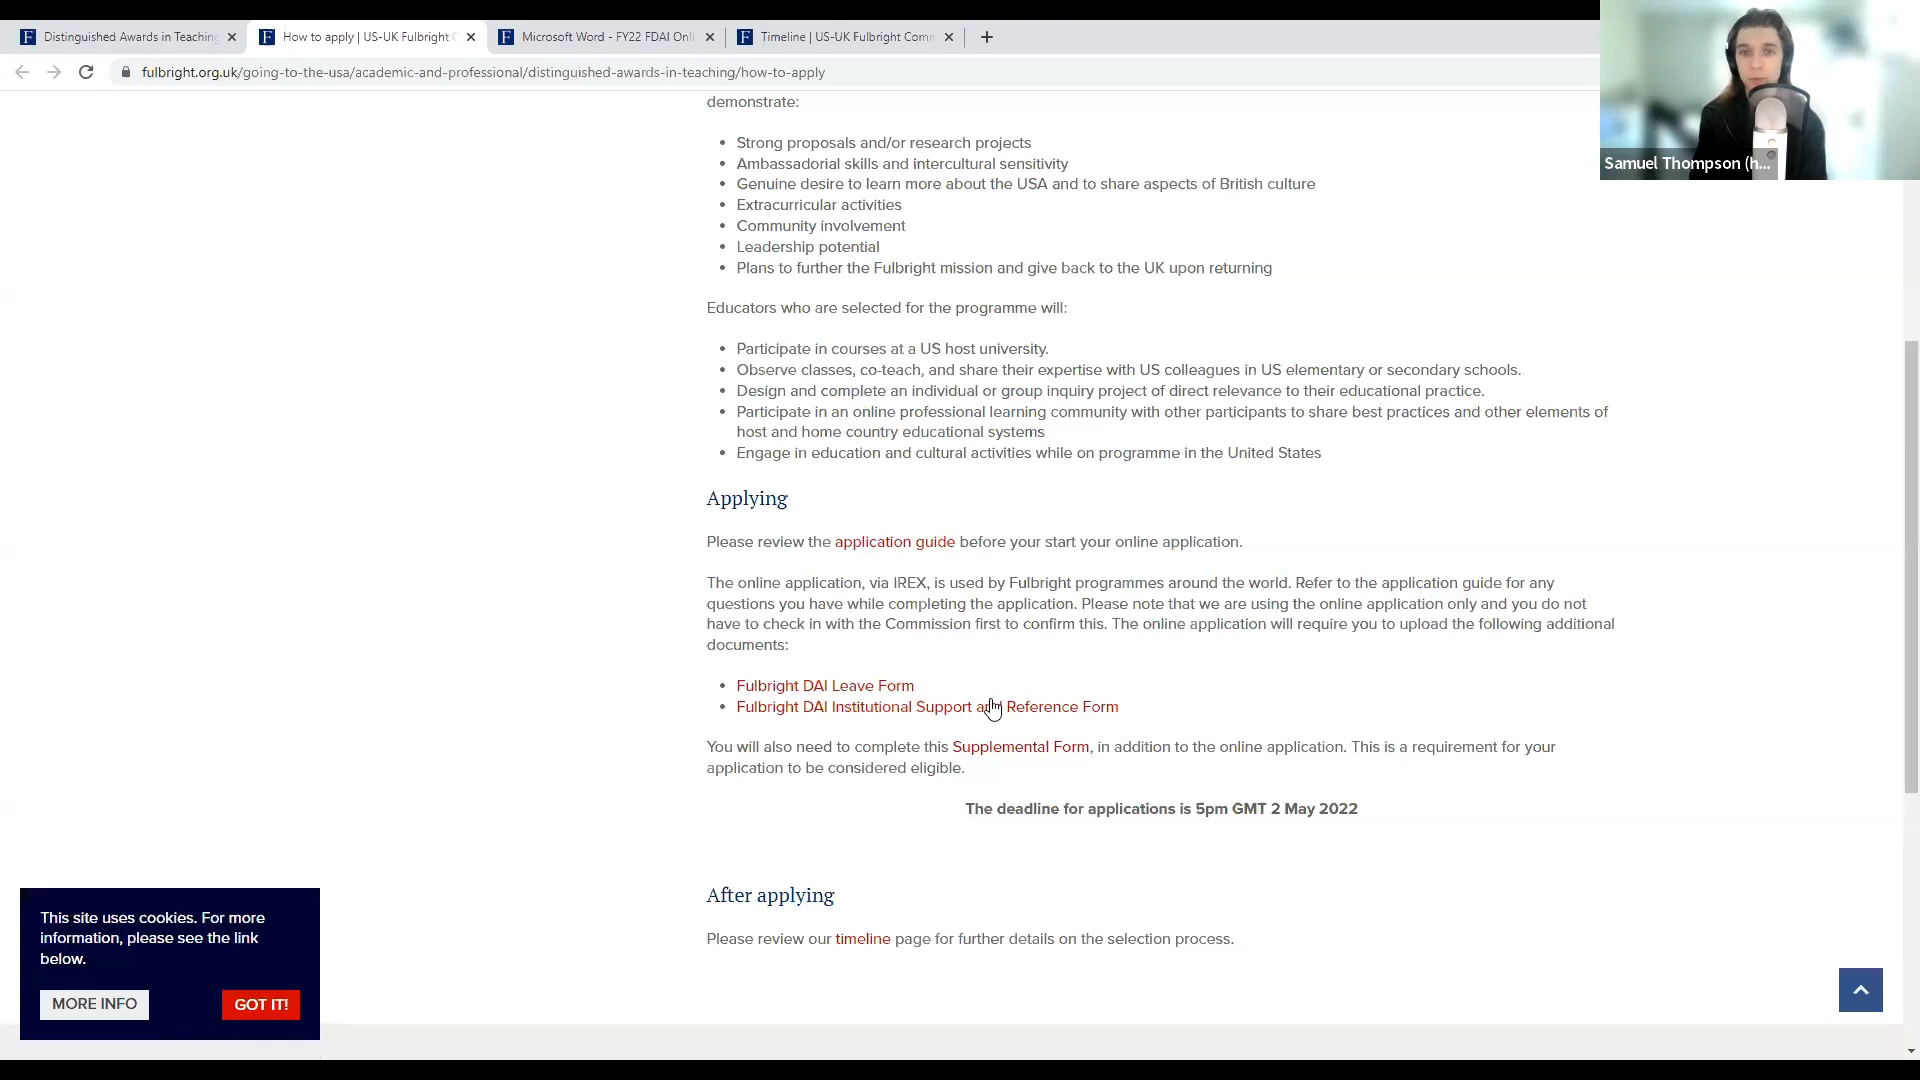 Distinguished Awards in Teaching
How to apply | US-UK Fulbright C
Microsoft Word - FY22 FDAI Onli
Timeline | US-UK Fulbright Comm
fulbright.org.uk/going-to-the-usa/academic-and-professional/distinguished-awards-in-teaching/how-to-apply
Samuel Thompson (h...
demonstrate:
• Strong proposals and/or research projects
• Ambassadorial skills and intercultural sensitivity
• Genuine desire to learn more about the USA and to share aspects of British culture
• Extracurricular activities
• Community involvement
• Leadership potential
• Plans to further the Fulbright mission and give back to the UK upon returning
Educators who are selected for the programme will:
• Participate in courses at a US host university.
• Observe classes, co-teach, and share their expertise with US colleagues in US elementary or secondary schools.
• Design and complete an individual or group inquiry project of direct relevance to their educational practice.
• Participate in an online professional learning community with other participants to share best practices and other elements of
host and home country educational systems
• Engage in education and cultural activities while on programme in the United States
Applying
Please review the application guide before your start your online application.
The online application, via IREX, is used by Fulbright programmes around the world. Refer to the application guide for any
questions you have while completing the application. Please note that we are using the online application only and you do not
have to check in with the Commission first to confirm this. The online application will require you to upload the following additional
documents:
• Fulbright DAI Leave Form
• Fulbright DAI Institutional Support and Reference Form
You will also need to complete this Supplemental Form, in addition to the online application. This is a requirement for your
application to be considered eligible.
The deadline for applications is 5pm GMT 2 May 2022
After applying
Please review our timeline page for further details on the selection process.
This site uses cookies. For more
information, please see the link
below.
MORE INFO
GOT IT!